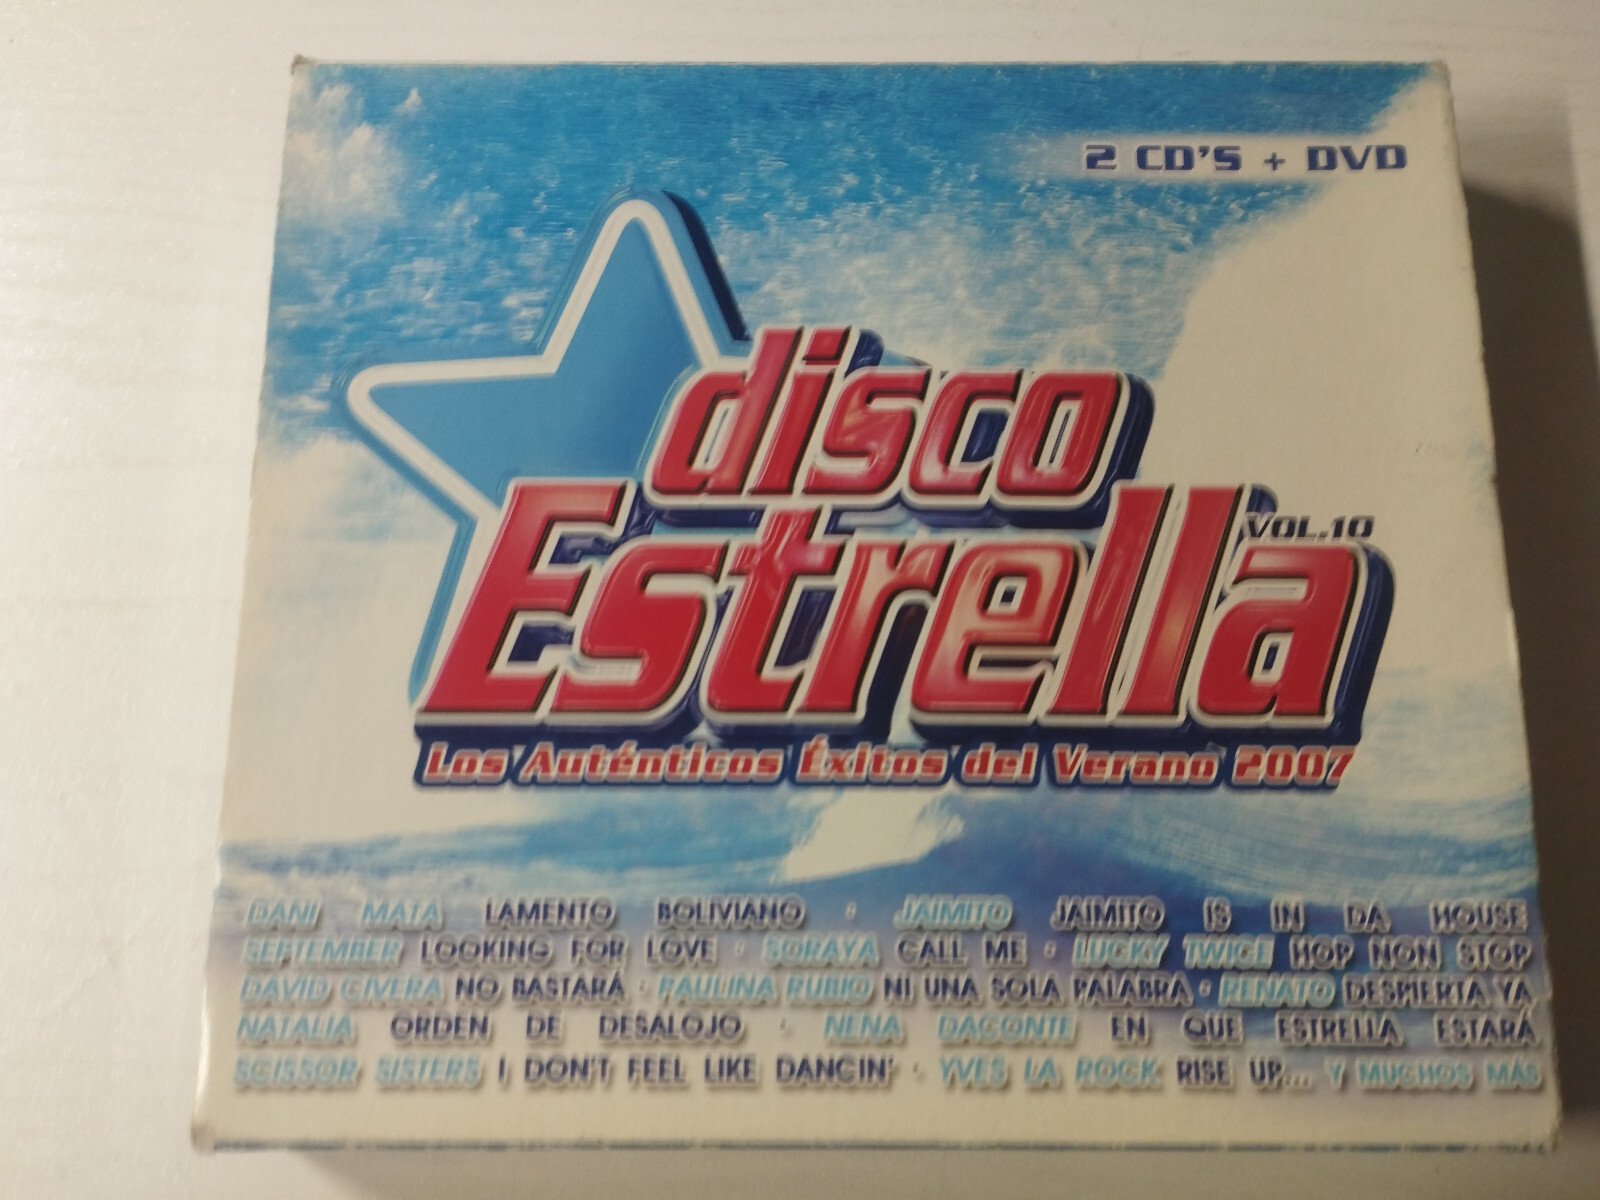 2 CD'S + DVD
disco
Estrella
VOL.10
Los Auténticos Éxitos del Verano 2007
DANI MATA LAMENTO BOLIVIANO · JAIMITO JAIMITO IS IN DA HOUSE
SEPTEMBER LOOKING FOR LOVE · SORAYA CALL ME · LUCKY TWICE HOP NON STOP
DAVID CIVERA NO BASTARÁ · PAULINA RUBIO NI UNA SOLA PALABRA · RENATO DESPIERTA YA
NATALIA ORDEN DE DESALOJO · NENA DACONTE EN QUE ESTRELLA ESTARÁ
SCISSOR SISTERS I DON'T FEEL LIKE DANCIN' · YVES LA ROCK RISE UP... Y MUCHOS MÁS